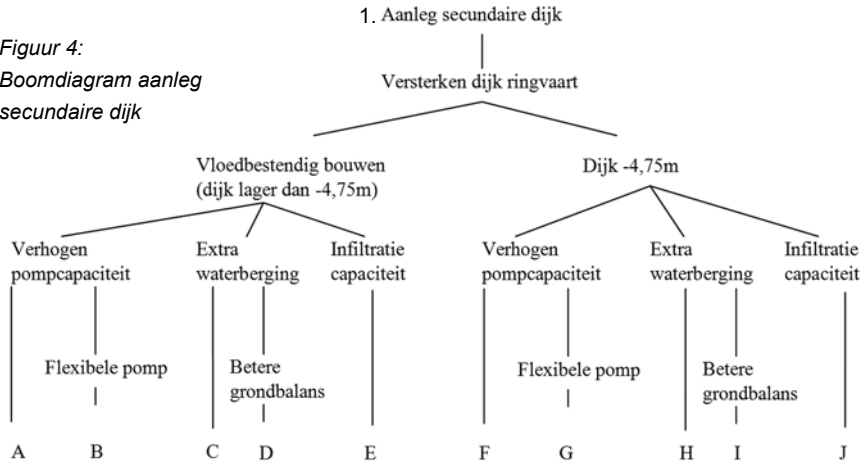 1. Aanleg secundaire dijk
Figuur 4:
Boomdiagram aanleg
secundaire dijk
Versterken dijk ringvaart
Vloedbestendig bouwen
(dijk lager dan -4,75m)
Dijk -4,75m
Verhogen
pompcapaciteit
Extra
waterberging
Infiltratie
capaciteit
Verhogen
pompcapaciteit
Extra
waterberging
Infiltratie
capaciteit
Flexibele pomp
Betere
grondbalans
Flexibele pomp
Betere
grondbalans
A B C D E F G H I J